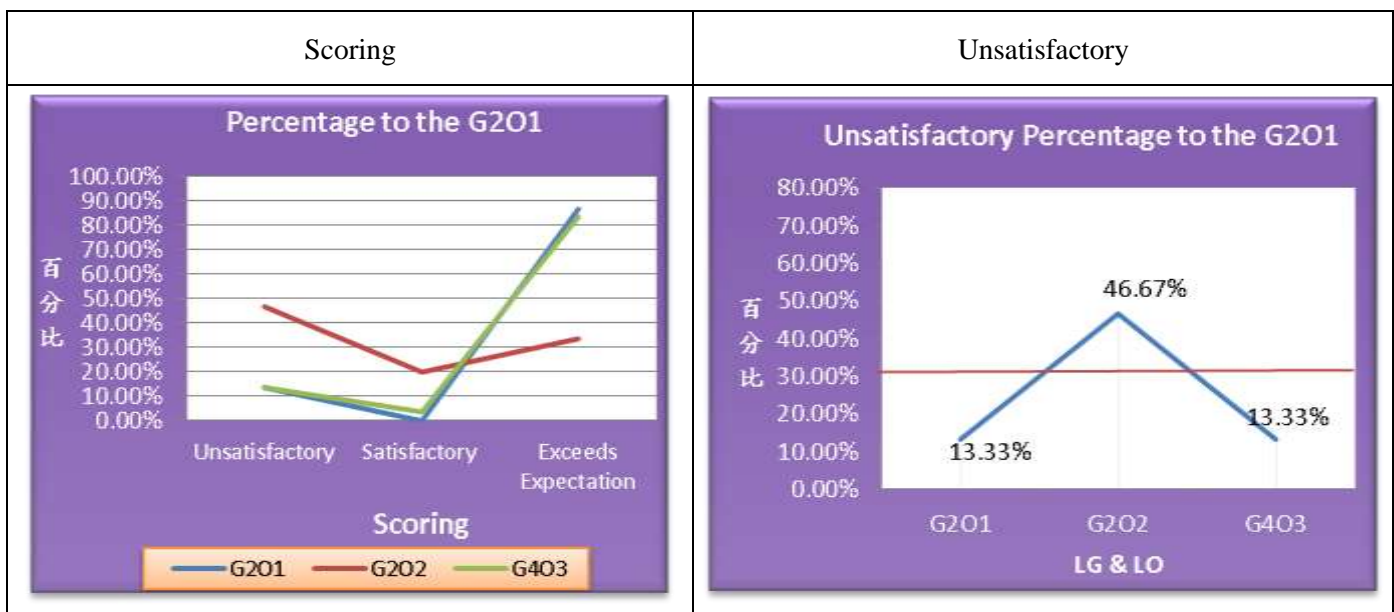 Scoring
Unsatisfactory
Percentage to the G2O1
100.00%
90.00%
80.00%
70.00%
60.00%
50.00%
40.00%
30.00%
20.00%
10.00%
0.00%
百分比
Unsatisfactory
Satisfactory
Exceeds
Expectation
Scoring
G2O1
G2O2
G4O3
Unsatisfactory Percentage to the G2O1
80.00%
70.00%
60.00%
50.00%
40.00%
30.00%
20.00%
10.00%
0.00%
百分比
46.67%
13.33%
13.33%
G2O1
G2O2
G4O3
LG & LO